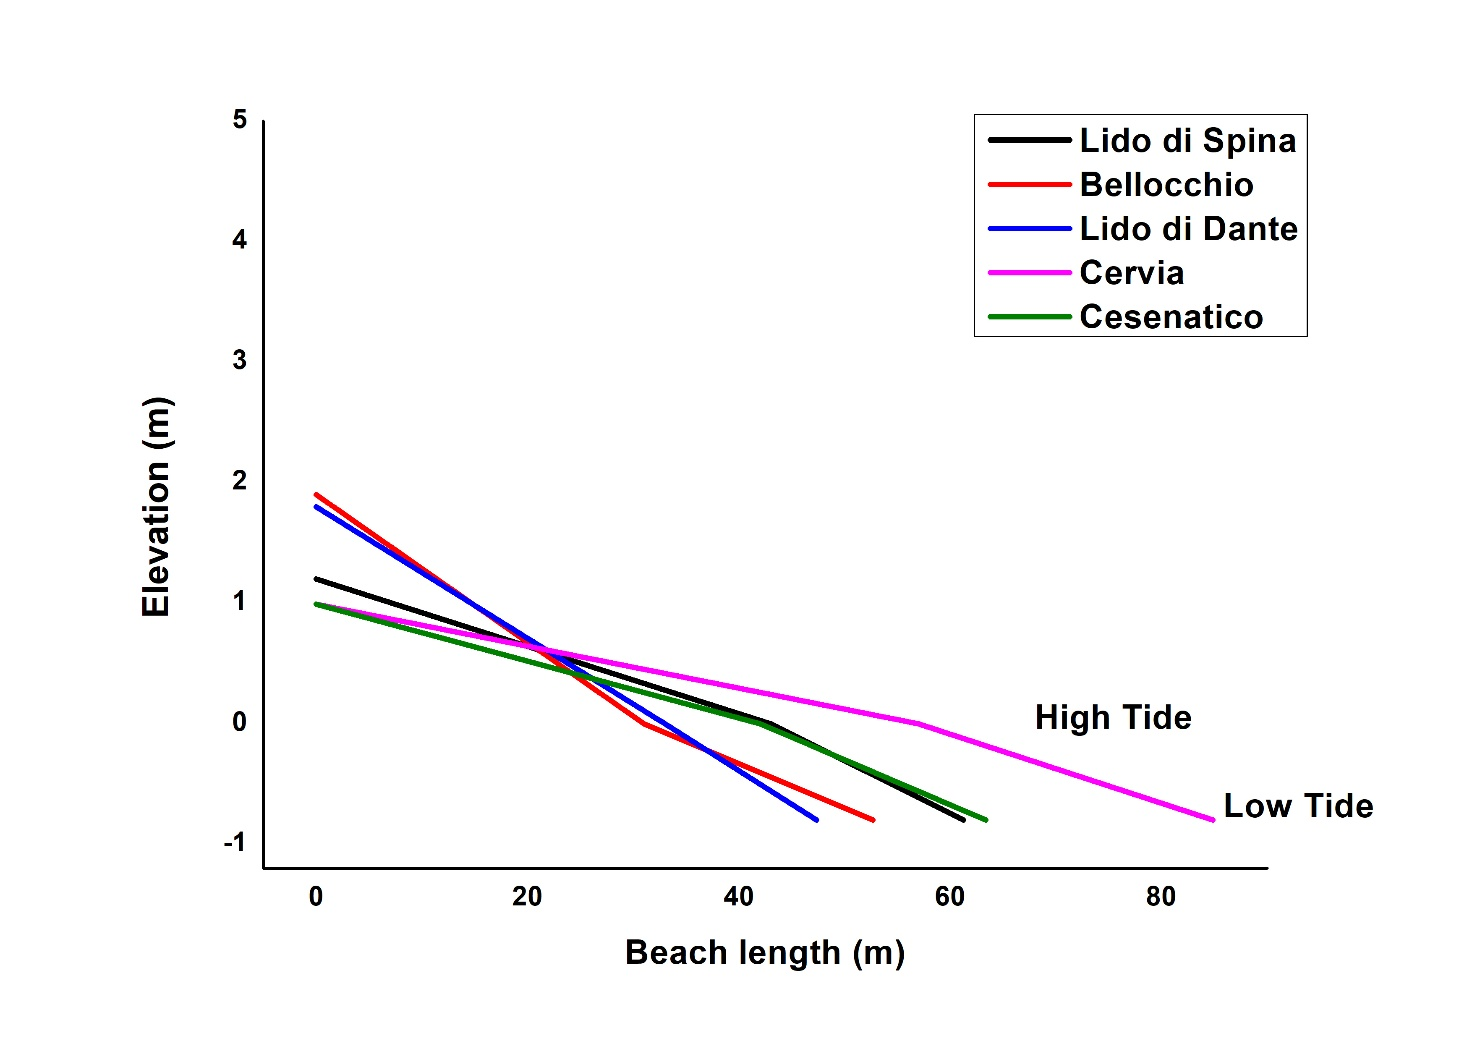 5
4
3
2
1
0
-1
Elevation (m)
Lido di Spina
Bellocchio
Lido di Dante
Cervia
Cesenatico
High Tide
Low Tide
0 20 40 60 80
Beach length (m)